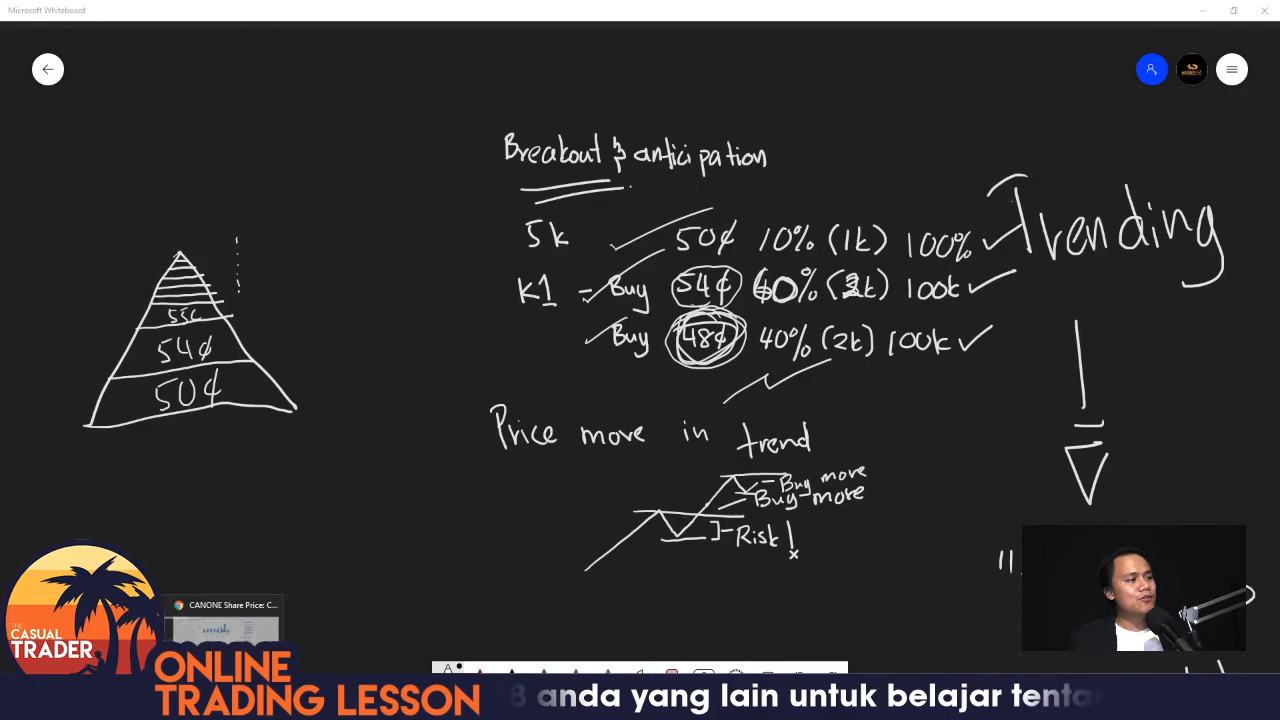 Microsoft Whiteboard
Breakout & anticipation
5k 50¢ 10% (1k) 100%
K1 - Buy 54¢ 60% (3k) 100k
Buy 48¢ 40% (2k) 100k
Trending
55¢
54¢
50¢
Price move in trend
Buy more
Buy more
Risk!
"
CANONE Share Price: C...
THE
CASUAL
TRADER
ONLINE
TRADING LESSON
8 anda yang lain untuk belajar tenta